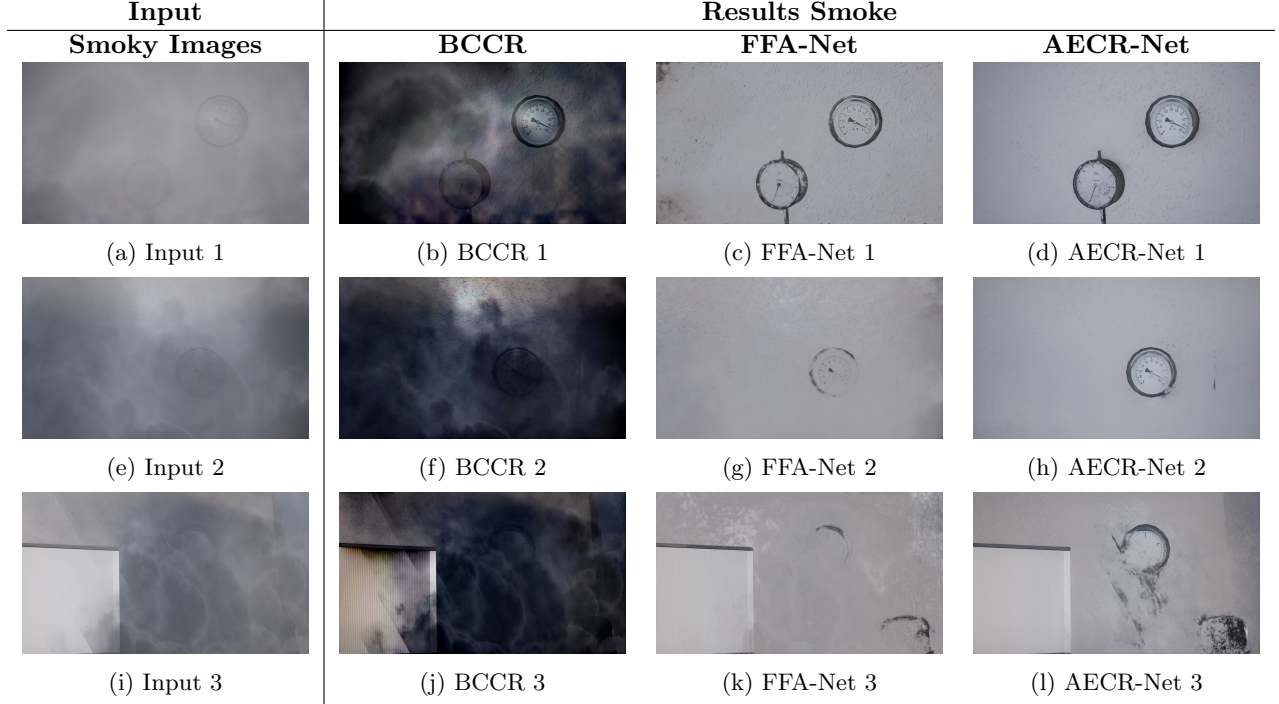 Input Results Smoke
Smoky Images BCCR FFA-Net AECR-Net
(a) Input 1 (b) BCCR 1 (c) FFA-Net 1 (d) AECR-Net 1
(e) Input 2 (f) BCCR 2 (g) FFA-Net 2 (h) AECR-Net 2
(i) Input 3 (j) BCCR 3 (k) FFA-Net 3 (l) AECR-Net 3